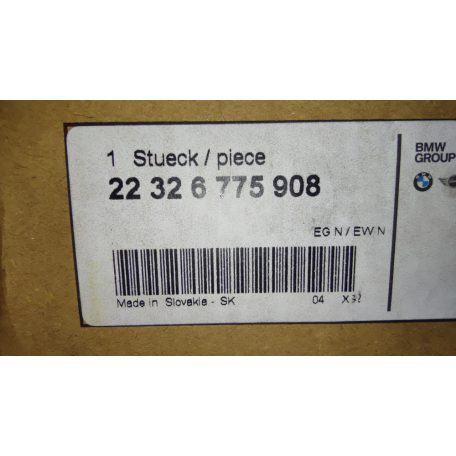 1 Stueck / piece
22 32 6 775 908
EG N / EW N
Made in Slovakia - SK 04
BMW
GROUP